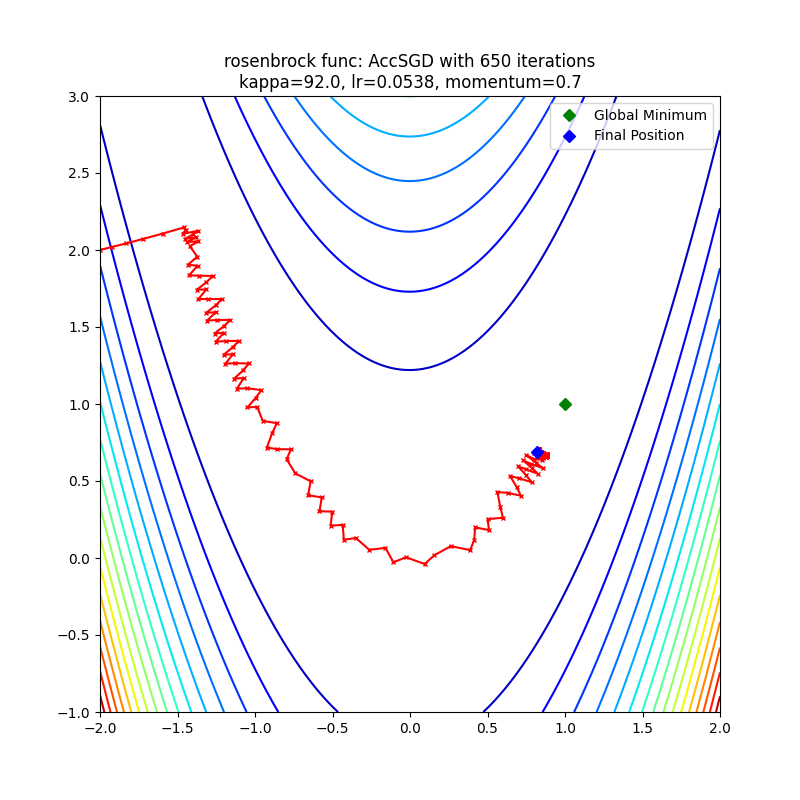 rosenbrock func: AccSGD with 650 iterations
kappa=92.0, lr=0.0538, momentum=0.7
Global Minimum
Final Position
3.0
2.5
2.0
1.5
1.0
0.5
0.0
−0.5
−1.0
−2.0 −1.5 −1.0 −0.5 0.0 0.5 1.0 1.5 2.0